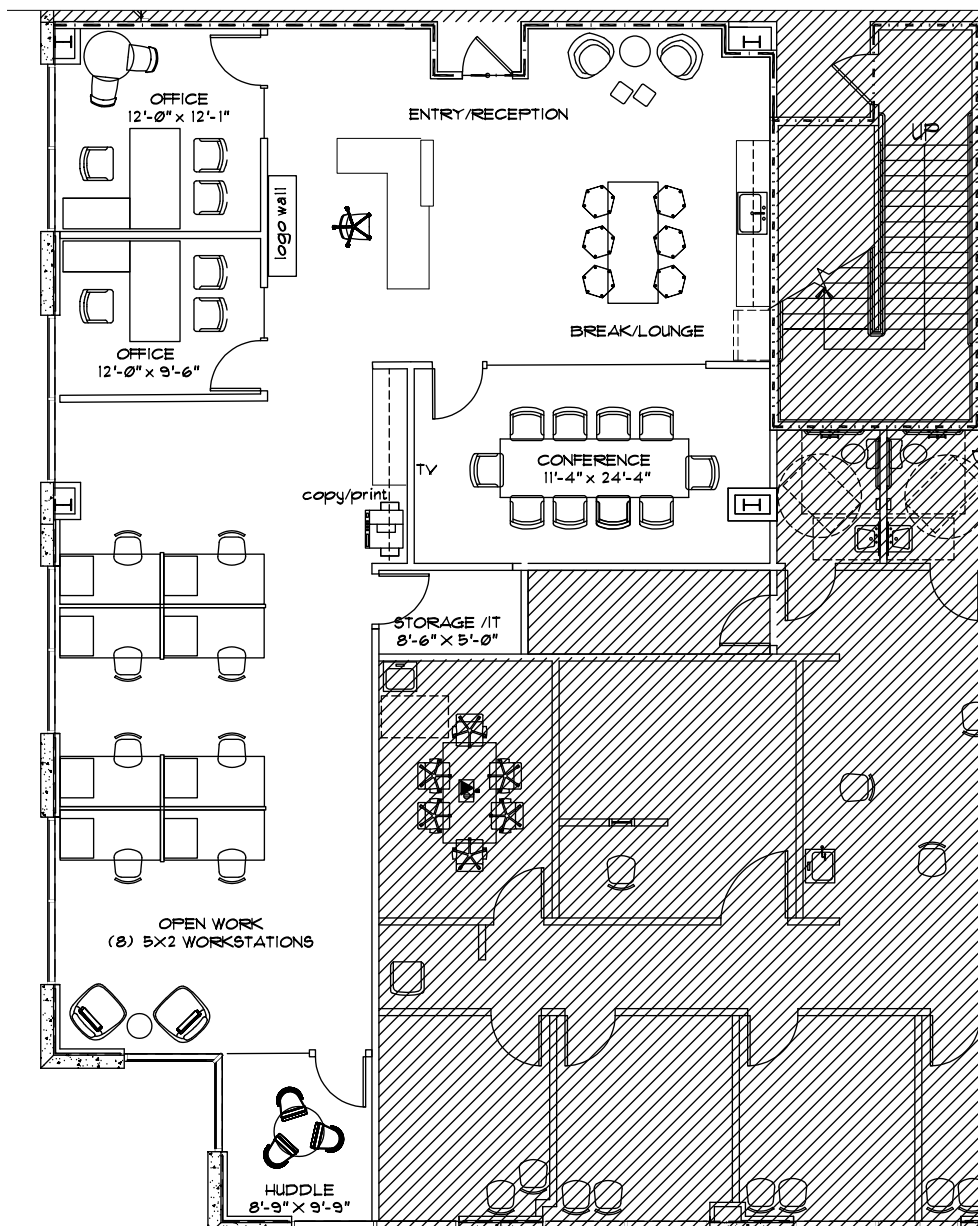 OFFICE
12'-0" x 12'-1"
ENTRY/RECEPTION
UP
logo wall
BREAK/LOUNGE
OFFICE
12'-0" x 9'-6"
CONFERENCE
11'-4" x 24'-4"
TV
copy/print
STORAGE /IT
8'-6" X 5'-0"
OPEN WORK
(8) 5X2 WORKSTATIONS
HUDDLE
8'-9" X 9'-9"